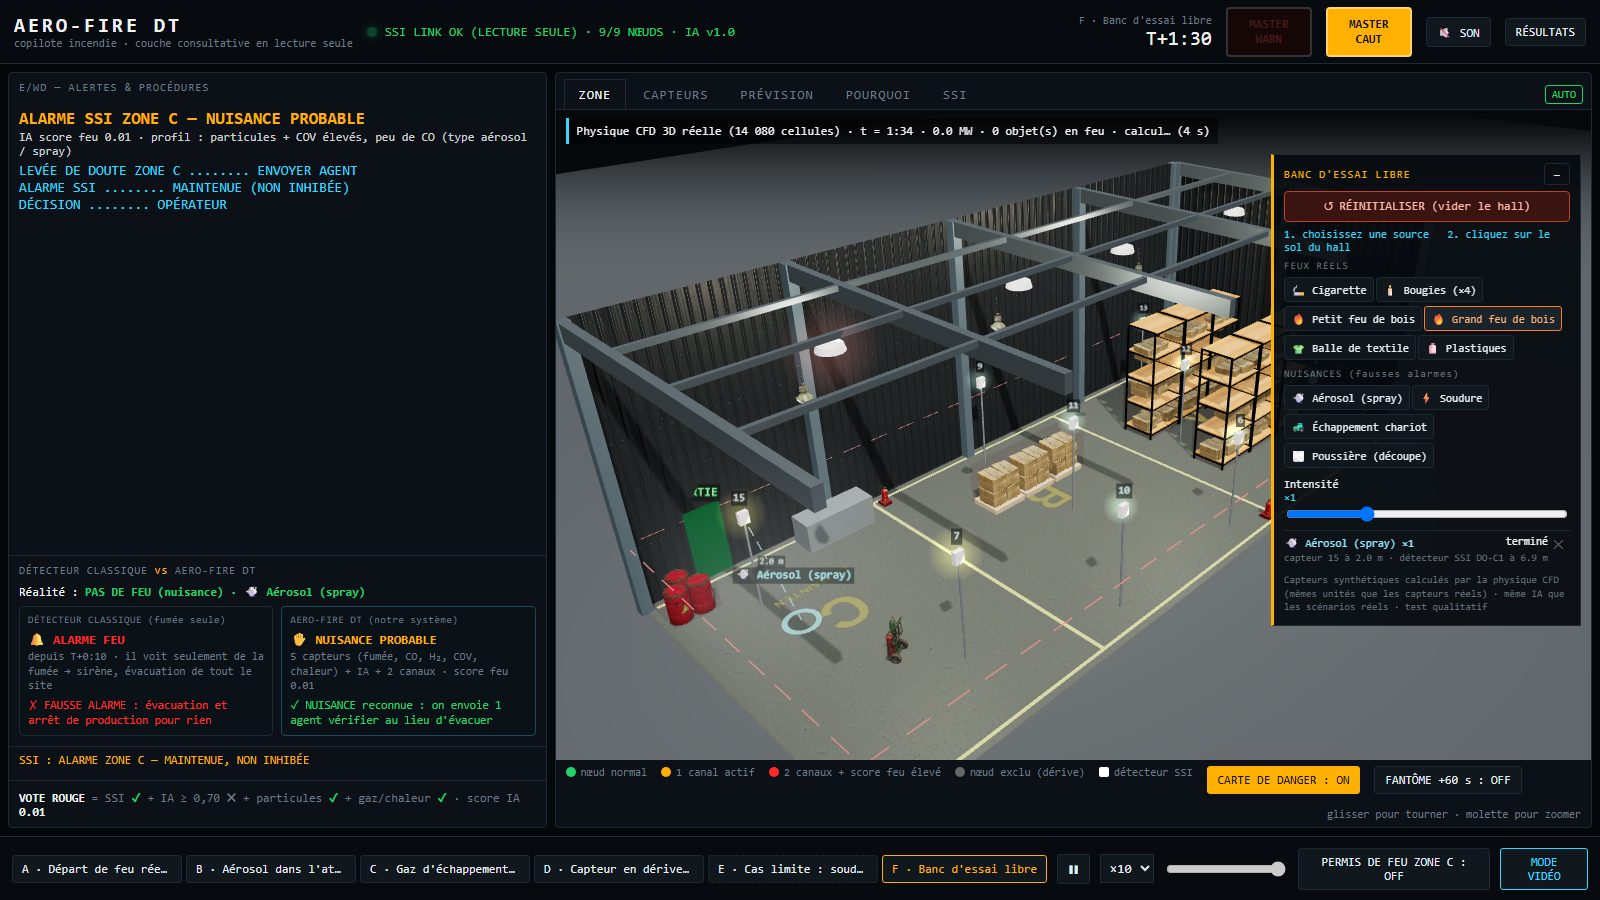 AERO-FIRE DT
copilote incendie · couche consultative en lecture seule
SSI LINK OK (LECTURE SEULE) · 9/9 NŒUDS · IA v1.0
F · Banc d'essai libre
T+1:30
MASTER WARN
MASTER CAUT
SON
RÉSULTATS
E/WD — ALERTES & PROCÉDURES
ALARME SSI ZONE C — NUISANCE PROBABLE
IA score feu 0.01 · profil : particules + COV élevés, peu de CO (type aérosol
/ spray)
LEVÉE DE DOUTE ZONE C ........ ENVOYER AGENT
ALARME SSI ........ MAINTENUE (NON INHIBÉE)
DÉCISION ........ OPÉRATEUR
DÉTECTEUR CLASSIQUE VS AERO-FIRE DT
Réalité : PAS DE FEU (nuisance) · Aérosol (spray)
DÉTECTEUR CLASSIQUE (fumée seule)
ALARME FEU
depuis T+0:10 · il voit seulement de la
fumée → sirène, évacuation de tout le
site
✗ FAUSSE ALARME : évacuation et
arrêt de production pour rien
AERO-FIRE DT (notre système)
NUISANCE PROBABLE
5 capteurs (fumée, CO, H₂, COV,
chaleur) + IA + 2 canaux · score feu
0.01
✓ NUISANCE reconnue : on envoie 1
agent vérifier au lieu d'évacuer
SSI : ALARME ZONE C — MAINTENUE, NON INHIBÉE
VOTE ROUGE = SSI ✓ + IA ≥ 0,70 ✕ + particules ✓ + gaz/chaleur ✓ · score IA
0.01
ZONE
CAPTEURS
PRÉVISION
POURQUOI
SSI
AUTO
Physique CFD 3D réelle (14 080 cellules) · t = 1:34 · 0.0 MW · 0 objet(s) en feu · calcul… (4 s)
13
12
9
11
6
10
15
7
TIE
2.0 m
Aérosol (spray)
B
C
BANC D'ESSAI LIBRE
–
↺ RÉINITIALISER (vider le hall)
1. choisissez une source 2. cliquez sur le
sol du hall
FEUX RÉELS
Cigarette
Bougies (×4)
Petit feu de bois
Grand feu de bois
Balle de textile
Plastiques
NUISANCES (fausses alarmes)
Aérosol (spray)
Soudure
Échappement chariot
Poussière (découpe)
Intensité
×1
Aérosol (spray) ×1 terminé ✕
capteur 15 à 2.0 m · détecteur SSI DO-C1 à 6.9 m
Capteurs synthétiques calculés par la physique CFD
(mêmes unités que les capteurs réels) · même IA que
les scénarios réels · test qualitatif
nœud normal
1 canal actif
2 canaux + score feu élevé
nœud exclu (dérive)
détecteur SSI
CARTE DE DANGER : ON
FANTÔME +60 s : OFF
glisser pour tourner · molette pour zoomer
A · Départ de feu rée…
B · Aérosol dans l'at…
C · Gaz d'échappement…
D · Capteur en dérive…
E · Cas limite : soud…
F · Banc d'essai libre
×10
PERMIS DE FEU ZONE C :
OFF
MODE
VIDÉO